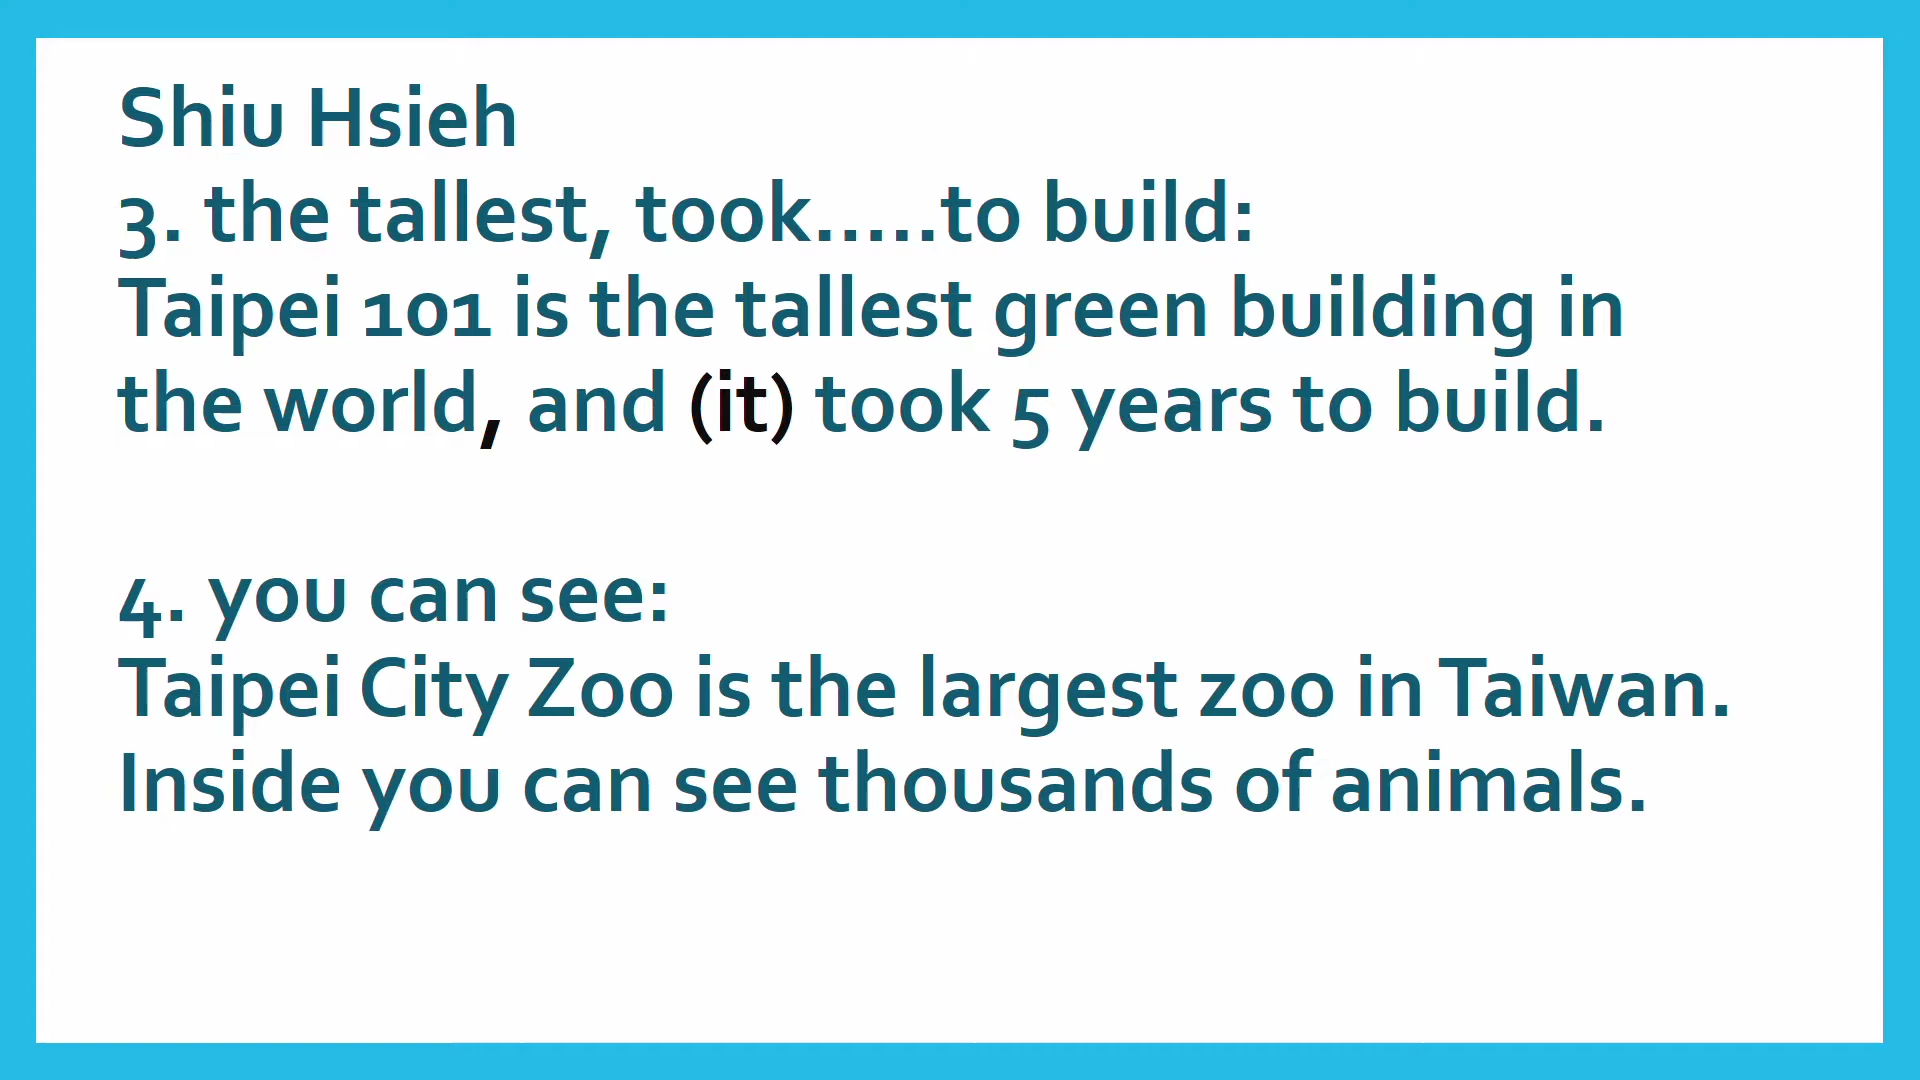 Shiu Hsieh
3. the tallest, took.....to build:
Taipei 101 is the tallest green building in
the world, and (it) took 5 years to build.
4. you can see:
Taipei City Zoo is the largest zoo in Taiwan.
Inside you can see thousands of animals.